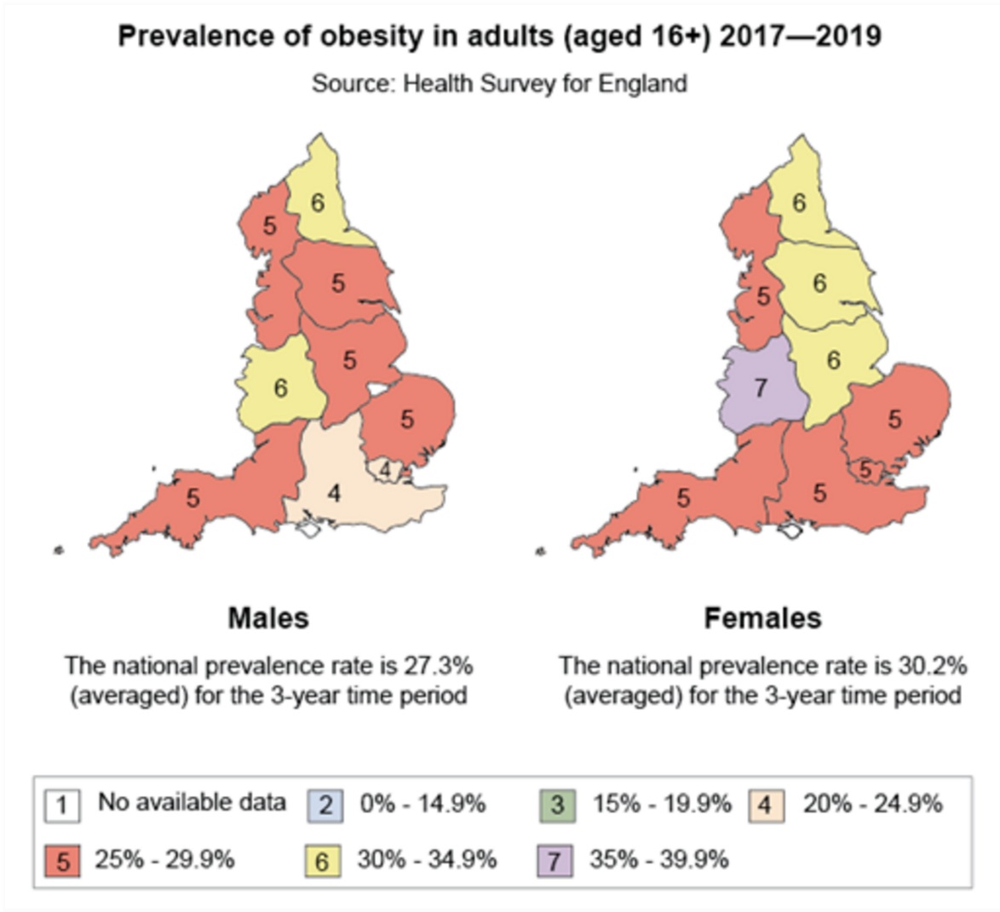 Prevalence of obesity in adults (aged 16+) 2017—2019
Source: Health Survey for England
6
5
5
5
6
5
4
4
5
6
6
5
6
7
5
5
5
5
Males
The national prevalence rate is 27.3%
(averaged) for the 3-year time period
Females
The national prevalence rate is 30.2%
(averaged) for the 3-year time period
1 No available data 2 0% - 14.9% 3 15% - 19.9% 4 20% - 24.9%
5 25% - 29.9% 6 30% - 34.9% 7 35% - 39.9%